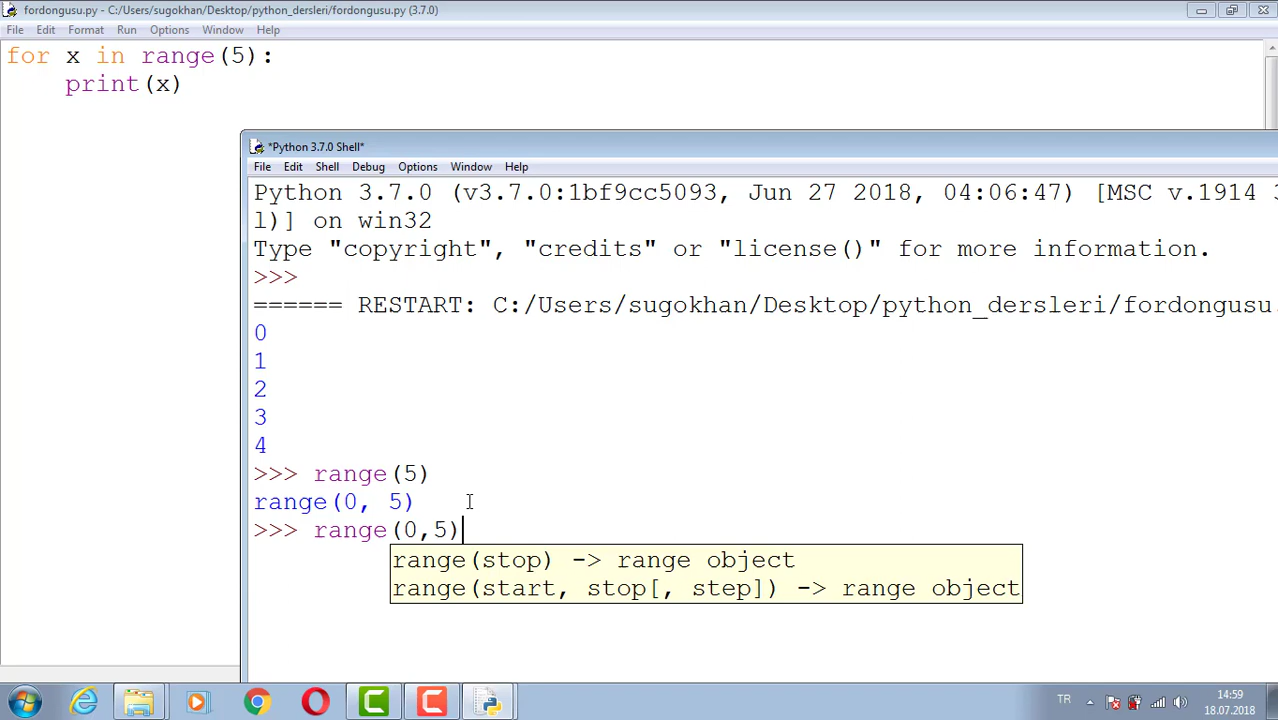 fordongusu.py - C:/Users/sugokhan/Desktop/python_dersleri/fordongusu.py (3.7.0)
File Edit Format Run Options Window Help
for x in range(5):
    print(x)
*Python 3.7.0 Shell*
File Edit Shell Debug Options Window Help
Python 3.7.0 (v3.7.0:1bf9cc5093, Jun 27 2018, 04:06:47) [MSC v.1914 3
l)] on win32
Type "copyright", "credits" or "license()" for more information.
>>>
====== RESTART: C:/Users/sugokhan/Desktop/python_dersleri/fordongusu.
0
1
2
3
4
>>> range(5)
range(0, 5)
>>> range(0,5)
range(stop) -> range object
range(start, stop[, step]) -> range object
TR
14:59
18.07.2018